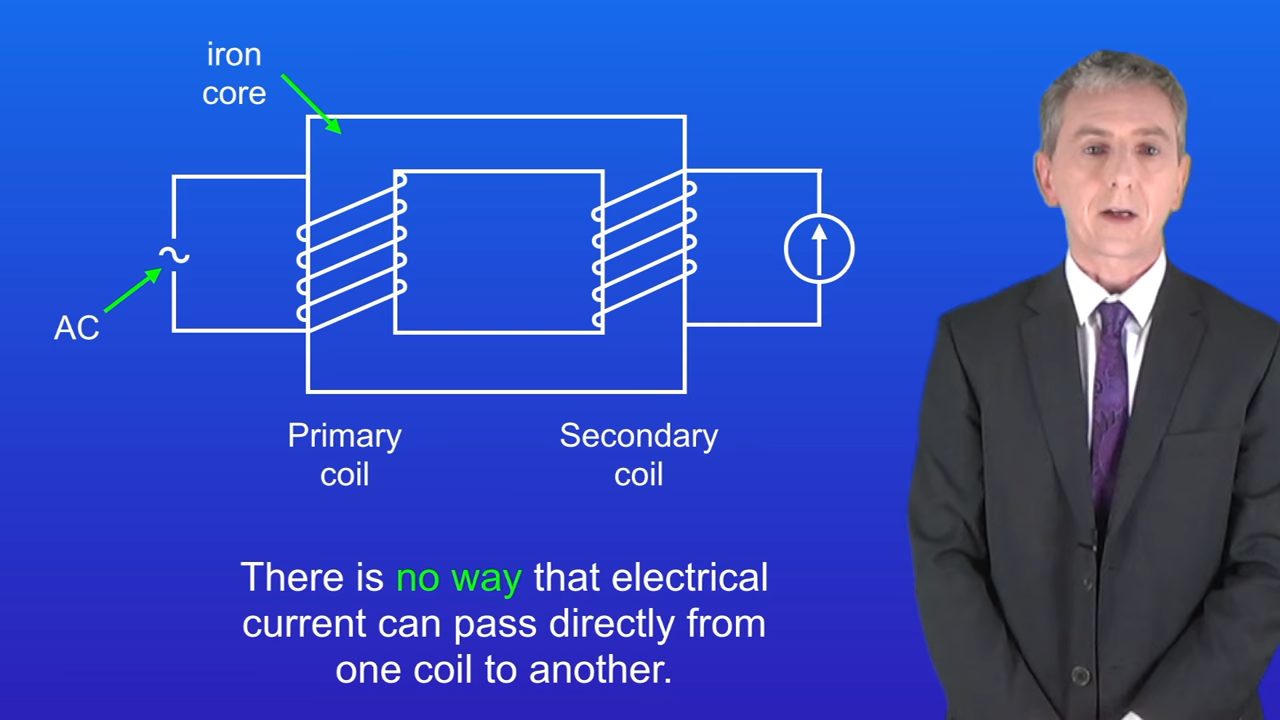 iron
core
AC
Primary
coil
Secondary
coil
There is no way that electrical
current can pass directly from
one coil to another.